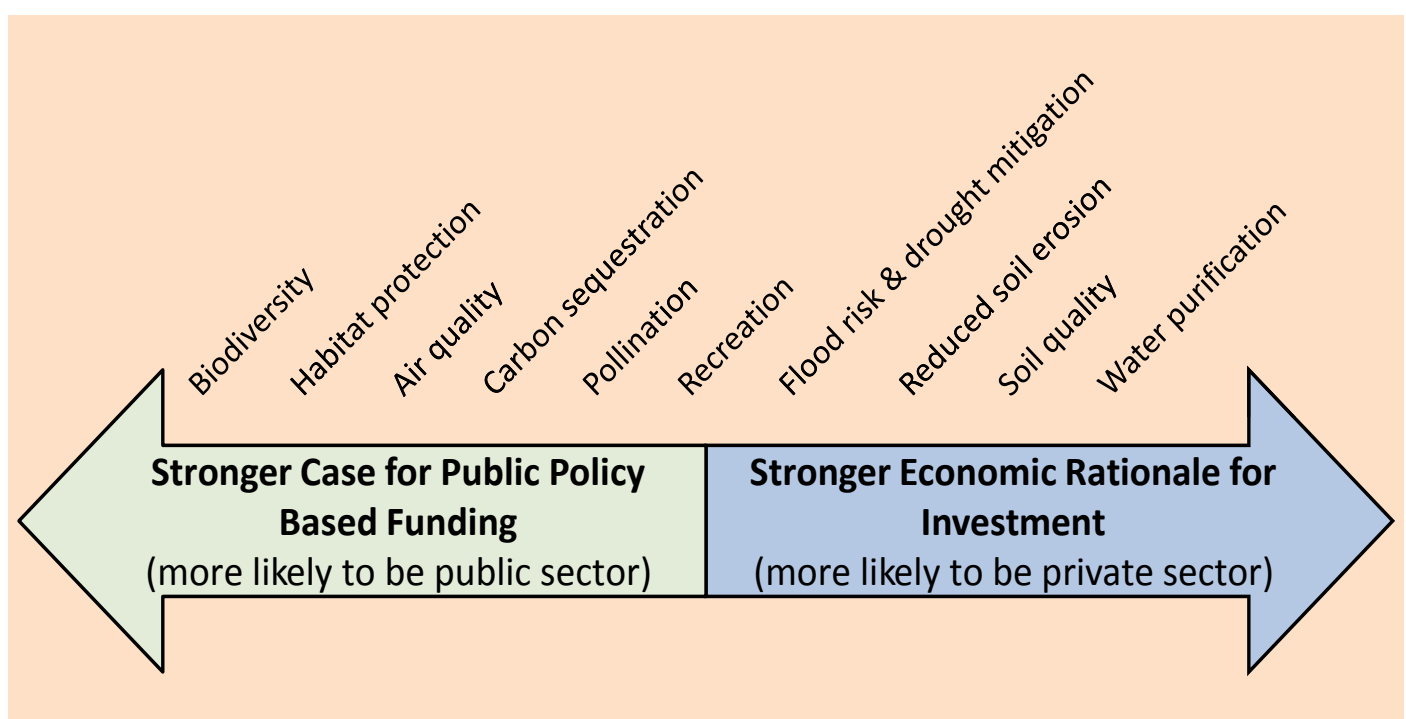 Biodiversity
Habitat protection
Air quality
Carbon sequestration
Pollination
Recreation
Flood risk & drought mitigation
Reduced soil erosion
Soil quality
Water purification
Stronger Case for Public Policy
Based Funding
(more likely to be public sector)
Stronger Economic Rationale for
Investment
(more likely to be private sector)